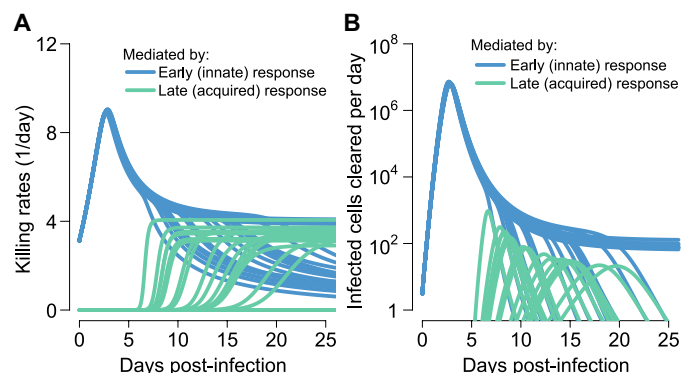 A
Killing rates (1/day)
12
8
4
0
Mediated by:
Early (innate) response
Late (acquired) response
0 5 10 15 20 25
Days post-infection
B
Infected cells cleared per day
10^8
10^6
10^4
10^2
1
Mediated by:
Early (innate) response
Late (acquired) response
0 5 10 15 20 25
Days post-infection